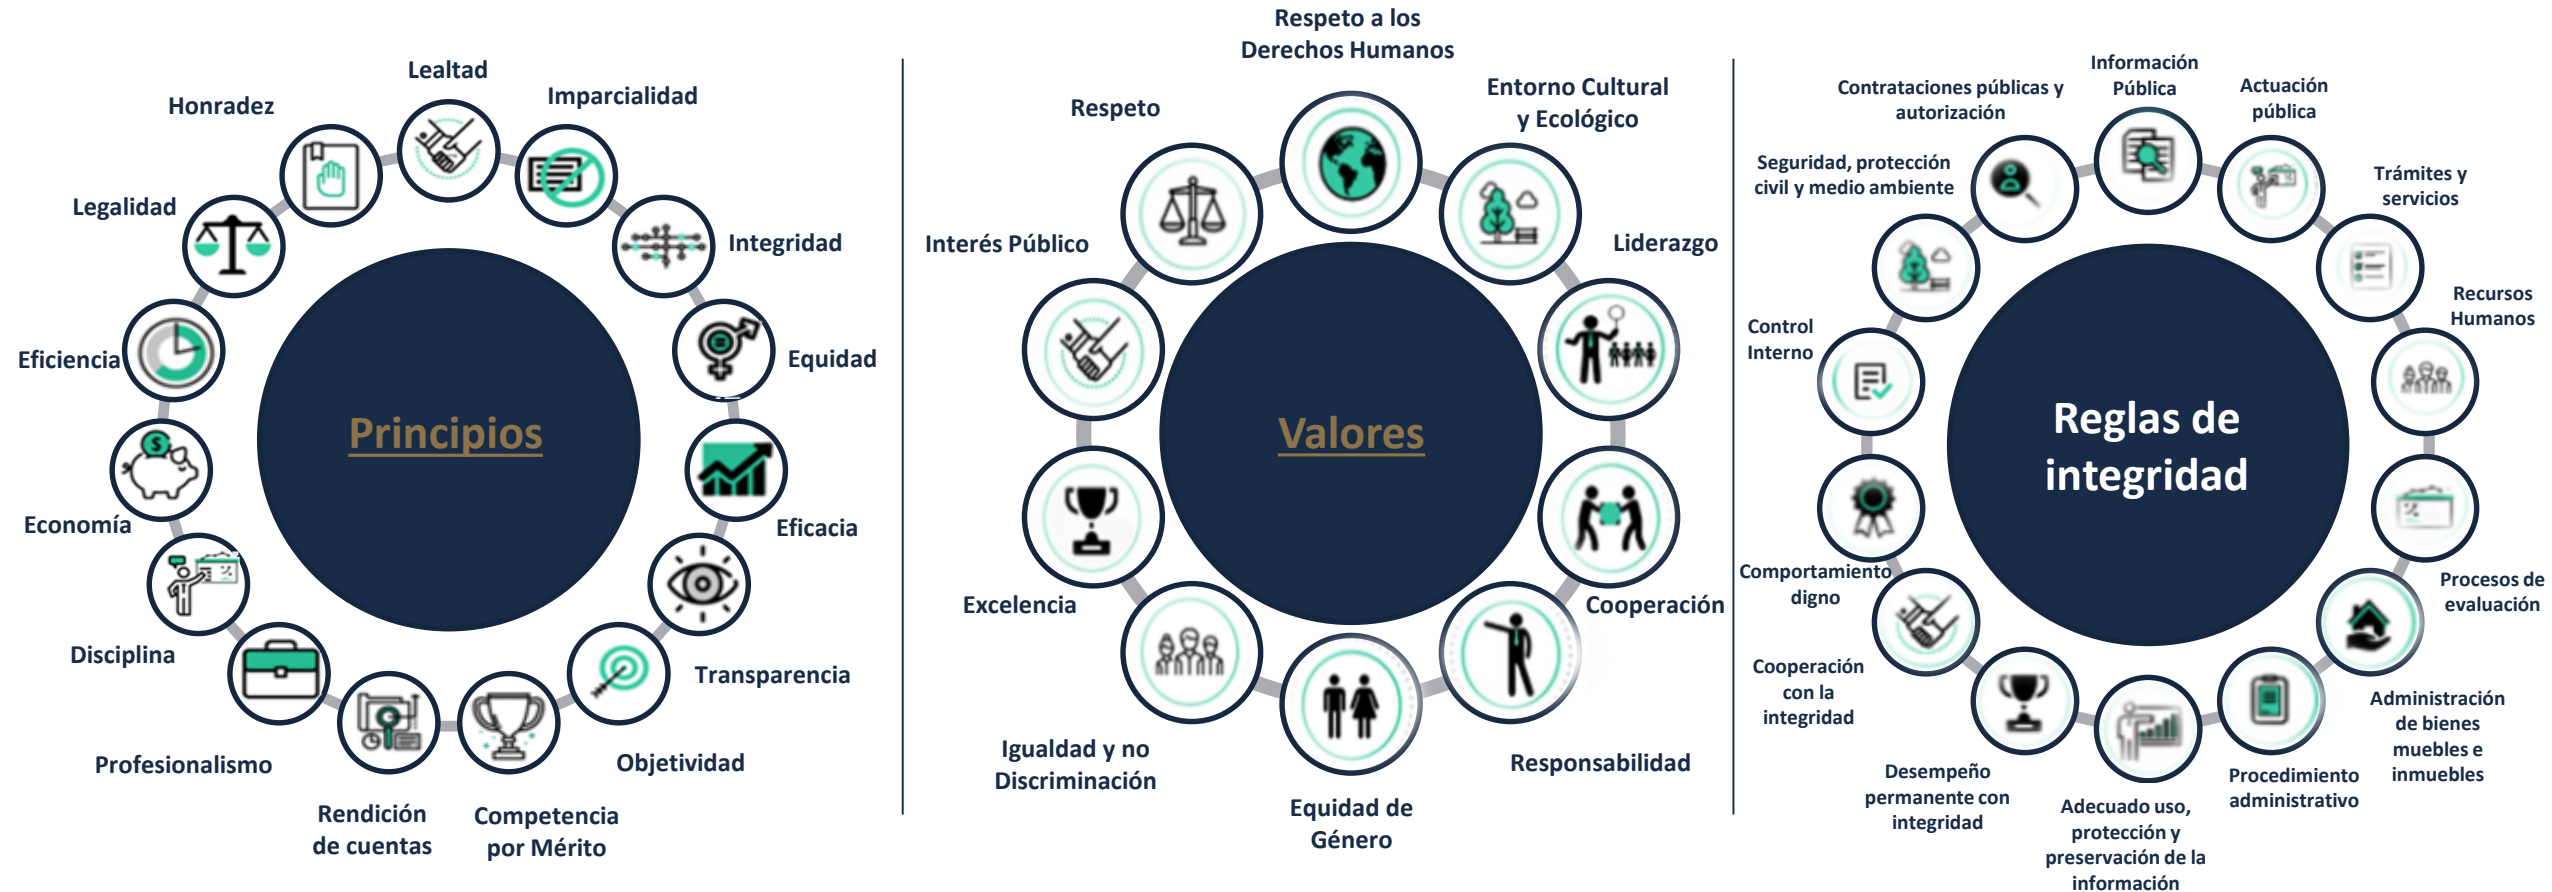 Lealtad
Imparcialidad
Integridad
Equidad
Eficacia
Transparencia
Objetividad
Competencia
por Mérito
Rendición
de cuentas
Profesionalismo
Disciplina
Economía
Eficiencia
Legalidad
Honradez
Principios
Respeto a los
Derechos Humanos
Entorno Cultural
y Ecológico
Liderazgo
Cooperación
Responsabilidad
Equidad de
Género
Igualdad y no
Discriminación
Excelencia
Interés Público
Respeto
Valores
Información
Pública
Actuación
pública
Trámites y
servicios
Recursos
Humanos
Procesos de
evaluación
Administración
de bienes
muebles e
inmuebles
Procedimiento
administrativo
Adecuado uso,
protección y
preservación de la
información
Desempeño
permanente con
integridad
Cooperación
con la
integridad
Comportamiento
digno
Control
Interno
Seguridad, protección
civil y medio ambiente
Contrataciones públicas y
autorización
Reglas de
integridad